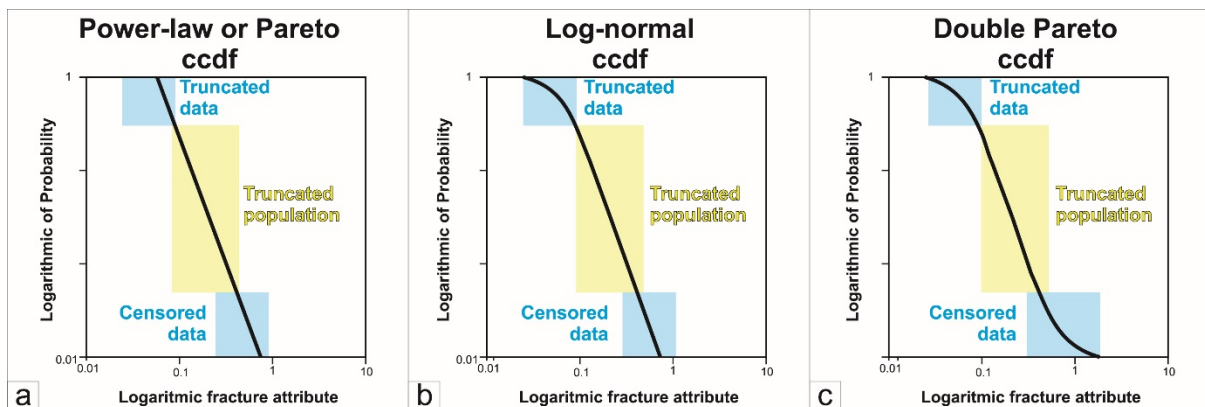 Power-law or Pareto
ccdf
1
Truncated
data
Truncated
population
Censored
data
0.01
0.01
0.1
1
10
Logarithmic of Probability
Logaritmic fracture attribute
a
Log-normal
ccdf
1
Truncated
data
Truncated
population
Censored
data
0.01
0.01
0.1
1
10
Logarithmic of Probability
Logaritmic fracture attribute
b
Double Pareto
ccdf
1
Truncated
data
Truncated
population
Censored
data
0.01
0.01
0.1
1
10
Logarithmic of Probability
Logaritmic fracture attribute
c